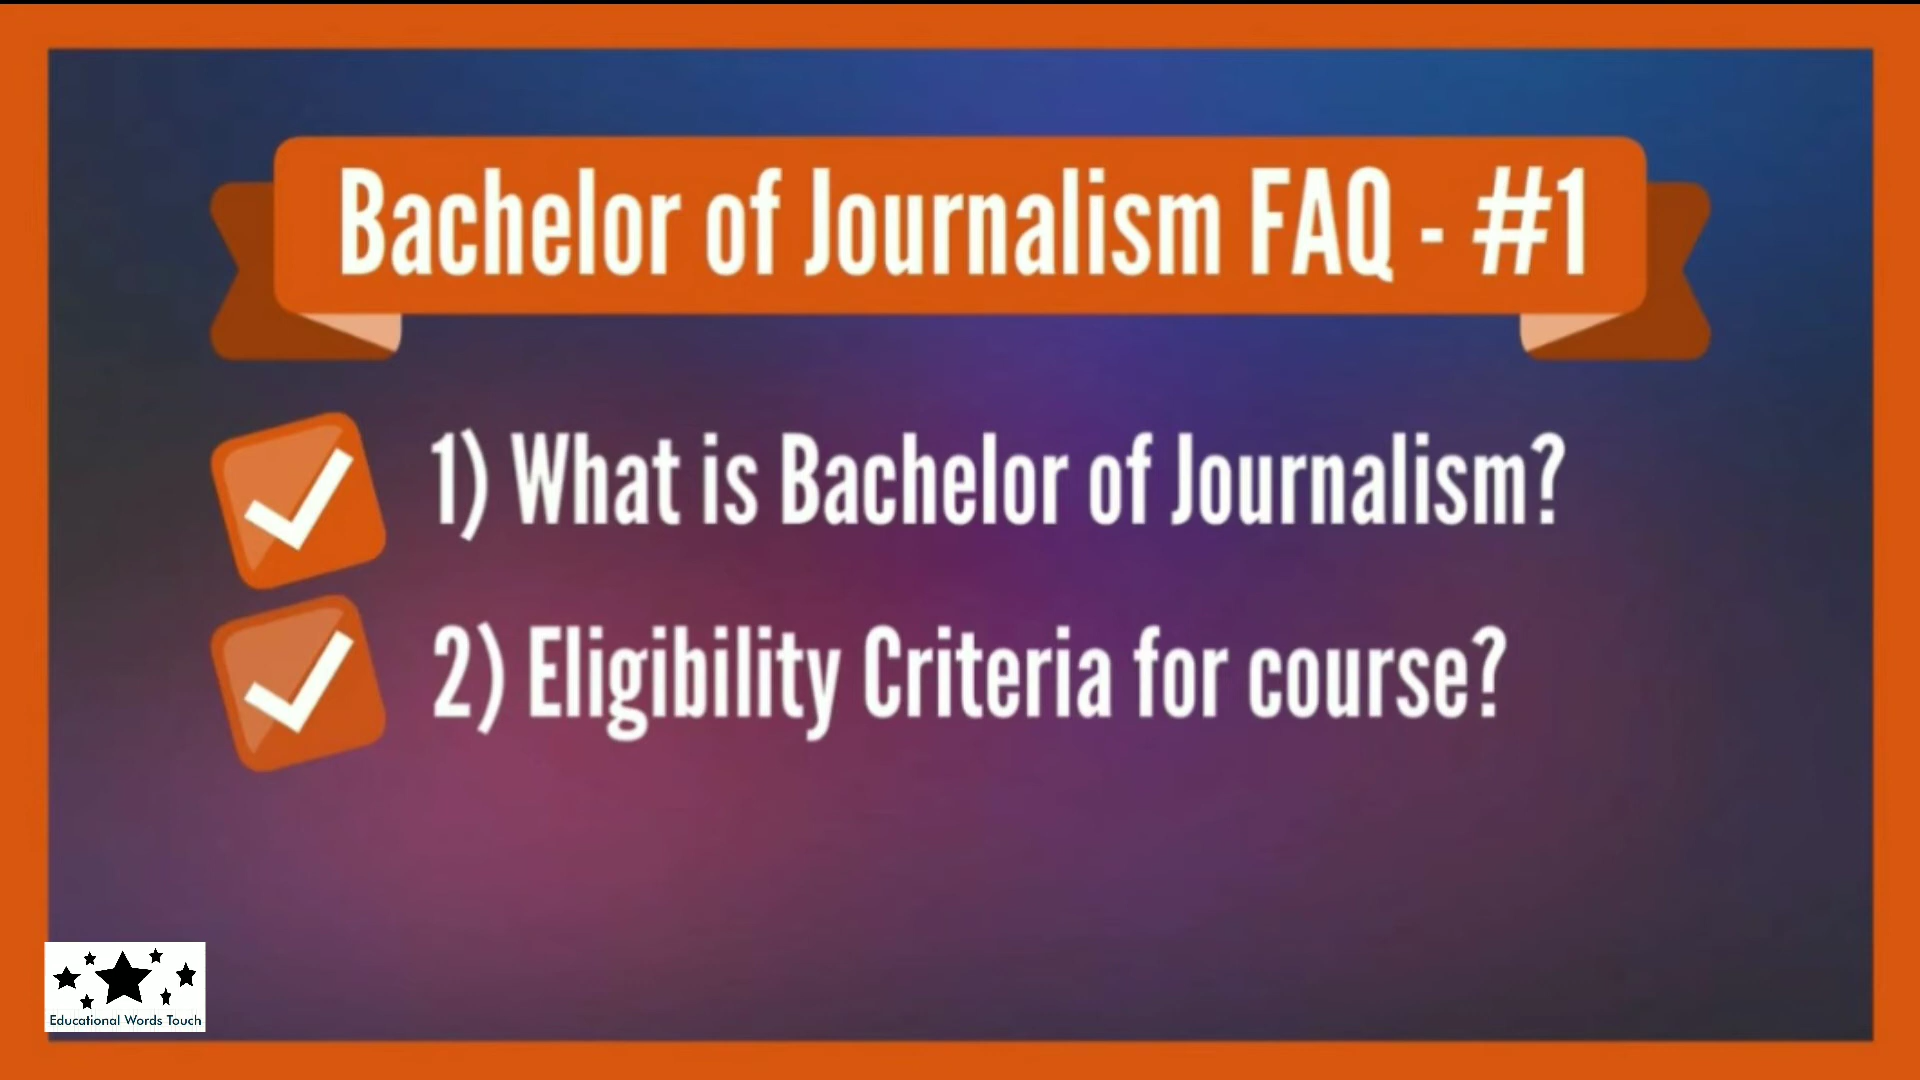 Bachelor of Journalism FAQ - #1
1) What is Bachelor of Journalism?
2) Eligibility Criteria for course?
Educational Words Touch